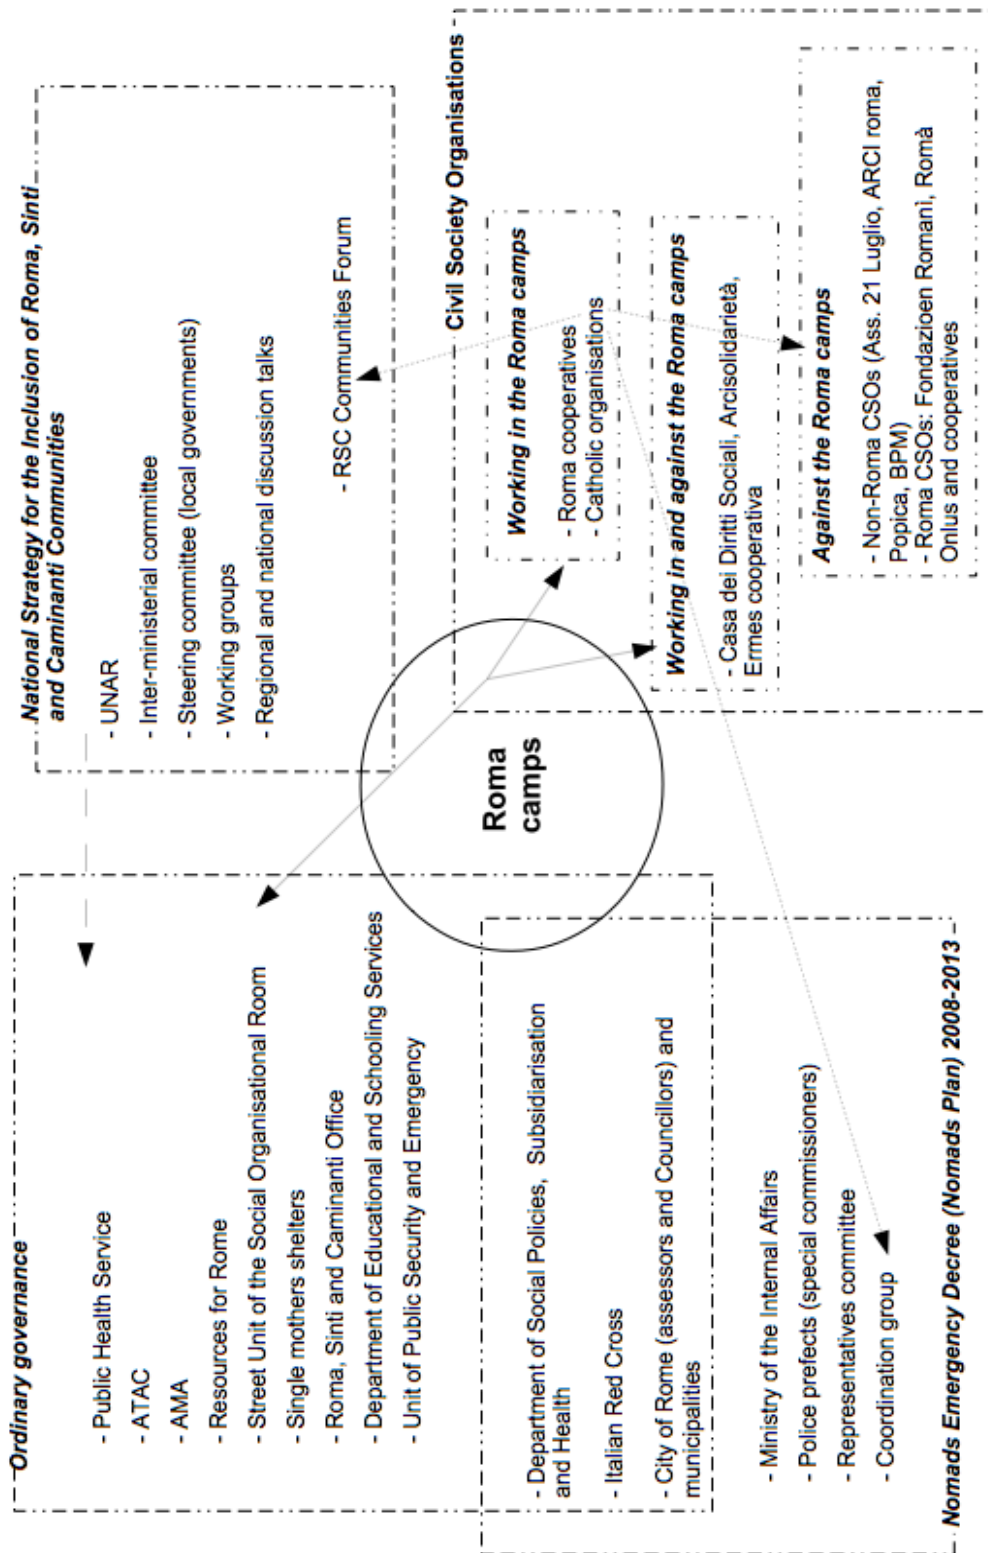 Ordinary governance
- Public Health Service
- ATAC
- AMA
- Resources for Rome
- Street Unit of the Social Organisational Room
- Single mothers shelters
- Roma, Sinti and Caminanti Office
- Department of Educational and Schooling Services
- Unit of Public Security and Emergency
- Department of Social Policies, Subsidiarisation
and Health
- Italian Red Cross
- City of Rome (assessors and Councillors) and
municipalities
- Ministry of the Internal Affairs
- Police prefects (special commissioners)
- Representatives committee
- Coordination group
Nomads Emergency Decree (Nomads Plan) 2008-2013
Roma
camps
National Strategy for the Inclusion of Roma, Sinti
and Caminanti Communities
- UNAR
- Inter-ministerial committee
- Steering committee (local governments)
- Working groups
- Regional and national discussion talks
- RSC Communities Forum
Civil Society Organisations
Working in the Roma camps
- Roma cooperatives
- Catholic organisations
Working in and against the Roma camps
- Casa dei Diritti Sociali, Arcisolidarietà,
Ermes cooperativa
Against the Roma camps
- Non-Roma CSOs (Ass. 21 Luglio, ARCI roma,
Popica, BPM)
- Roma CSOs: Fondazioen Romanì, Romà
Onlus and cooperatives